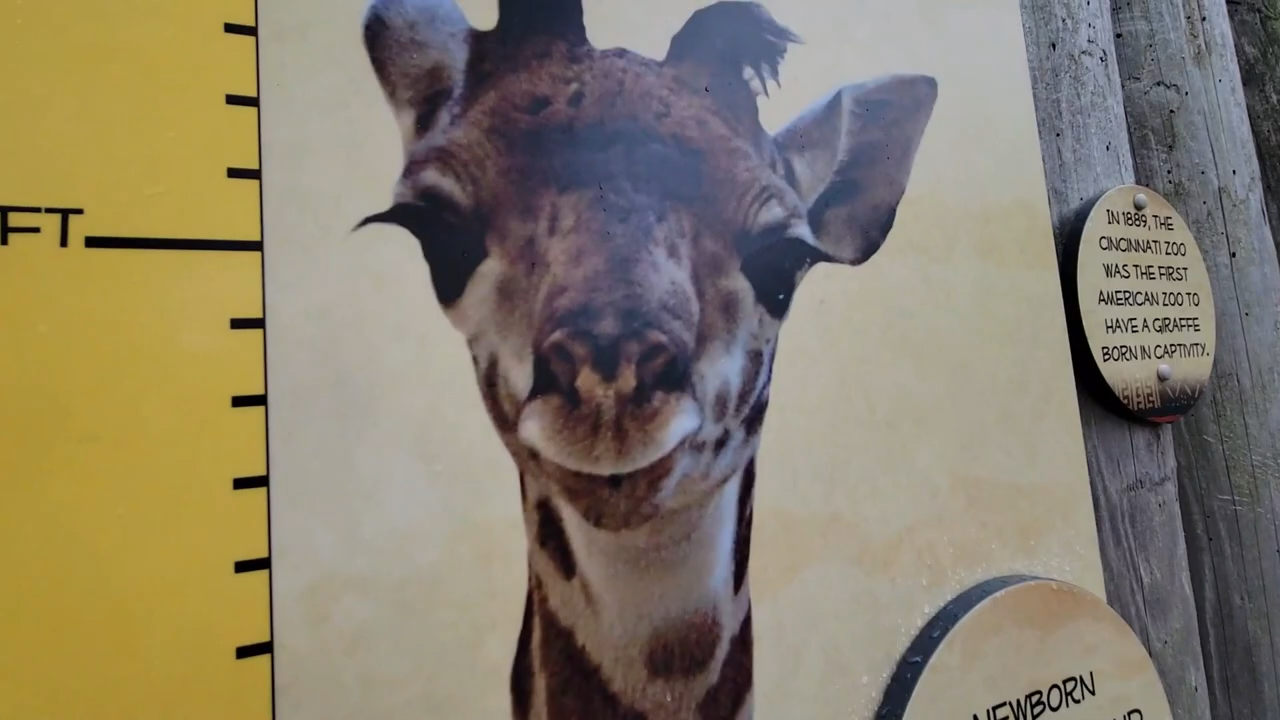 FT
IN 1889, THE
CINCINNATI ZOO
WAS THE FIRST
AMERICAN ZOO TO
HAVE A GIRAFFE
BORN IN CAPTIVITY.
NEWBORN